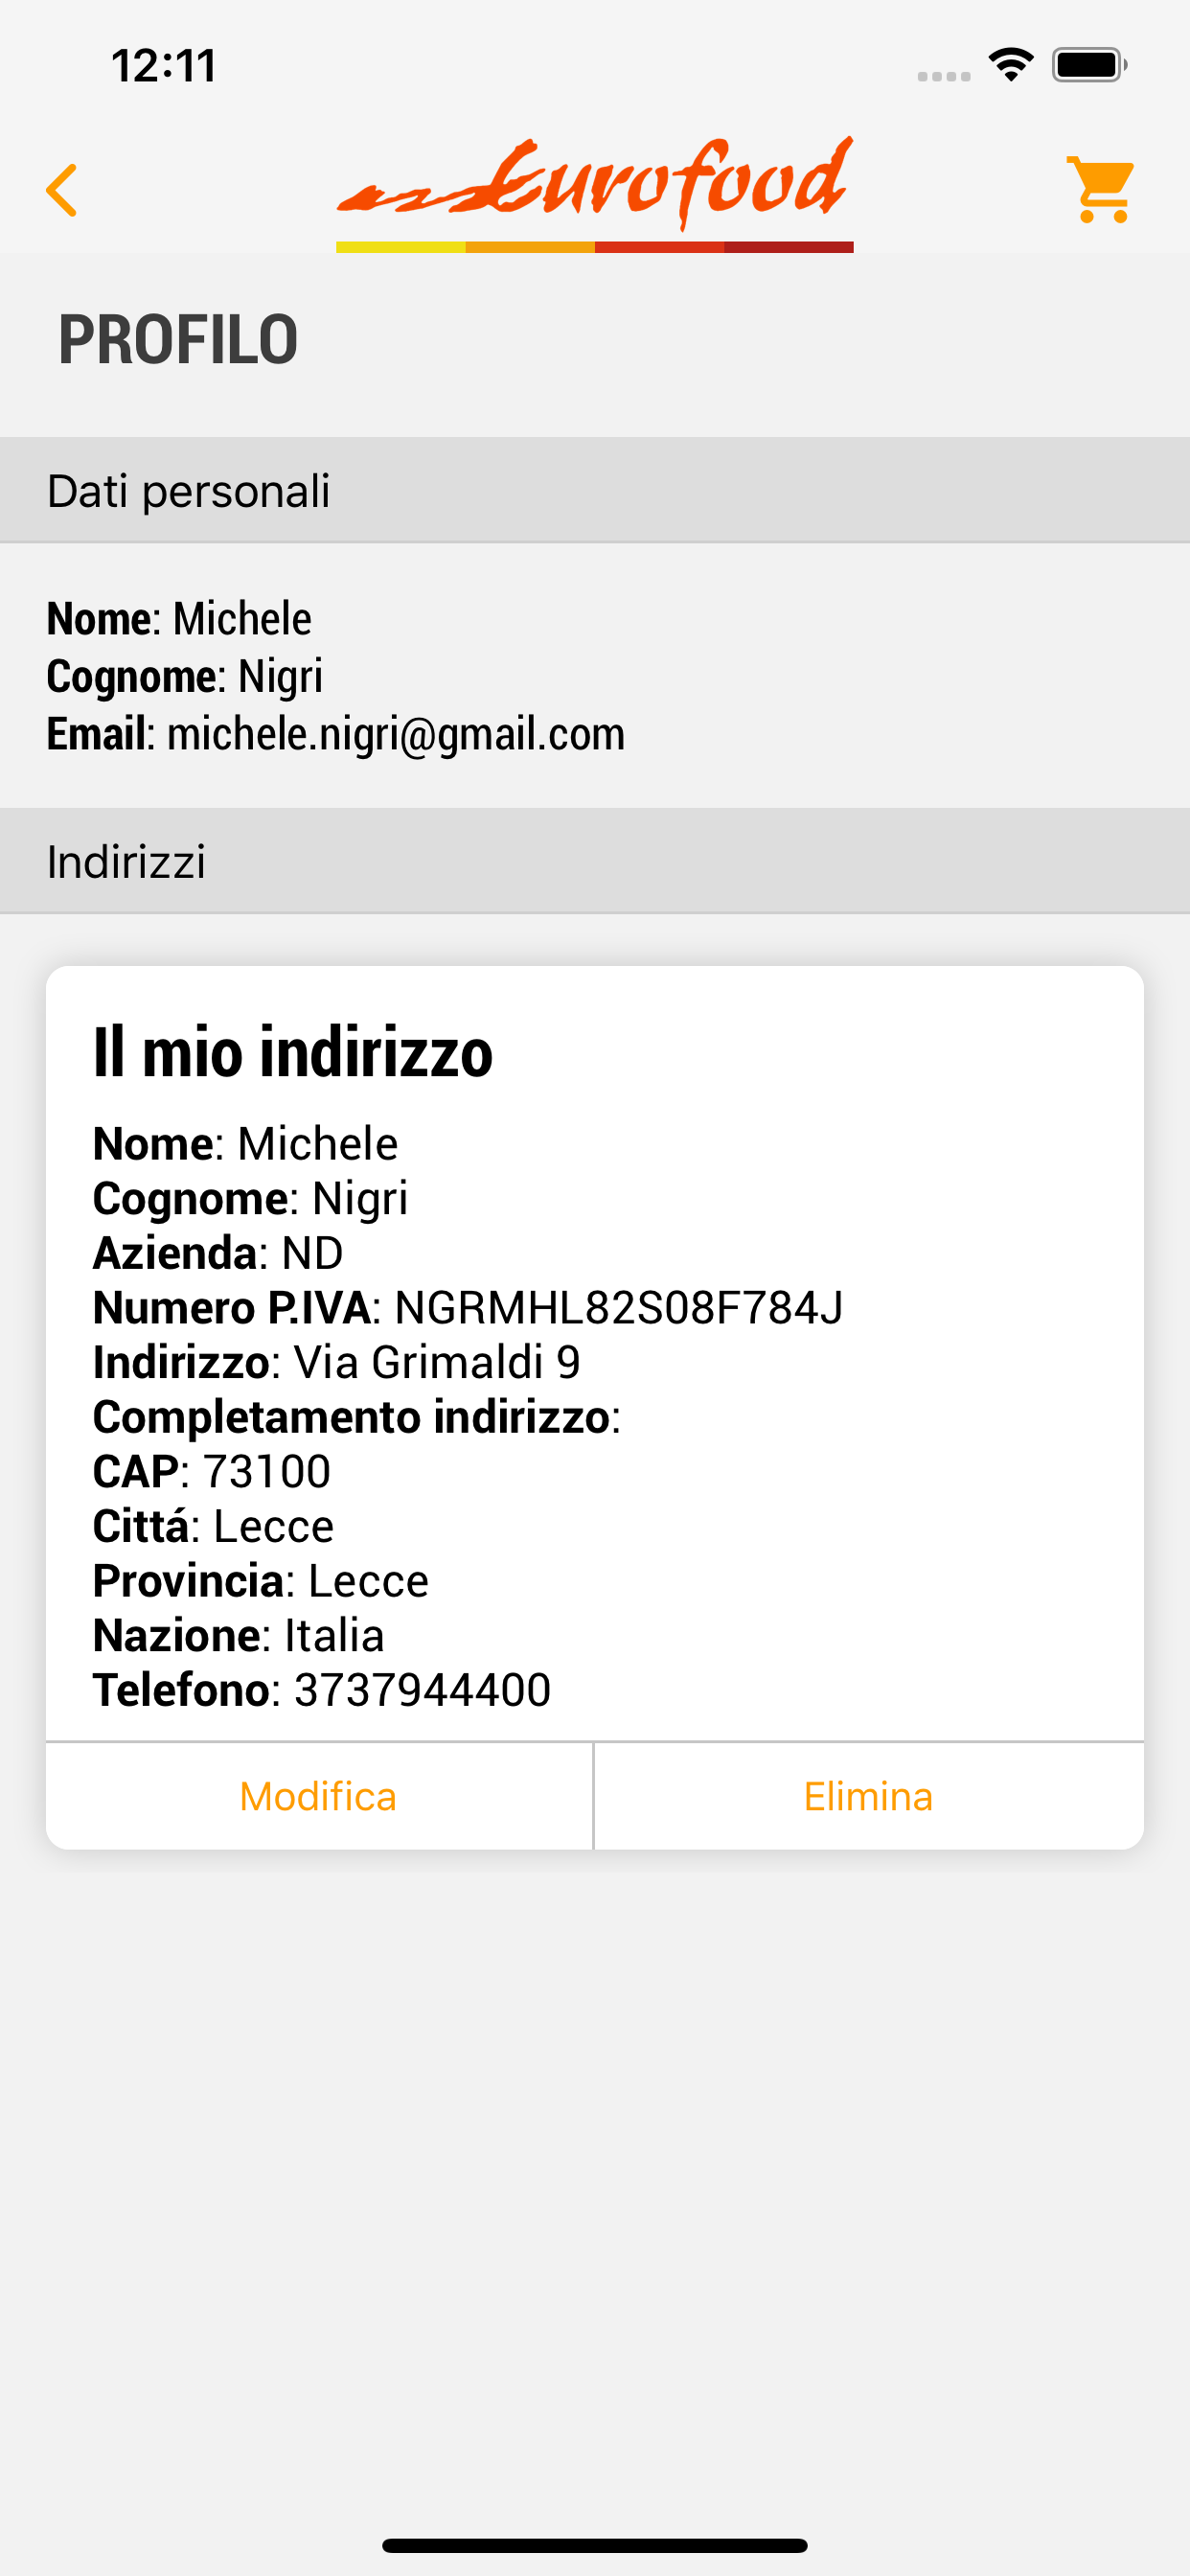 12:11
Eurofood
PROFILO
Dati personali
Nome: Michele
Cognome: Nigri
Email: michele.nigri@gmail.com
Indirizzi
Il mio indirizzo
Nome: Michele
Cognome: Nigri
Azienda: ND
Numero P.IVA: NGRMHL82S08F784J
Indirizzo: Via Grimaldi 9
Completamento indirizzo:
CAP: 73100
Cittá: Lecce
Provincia: Lecce
Nazione: Italia
Telefono: 3737944400
Modifica
Elimina